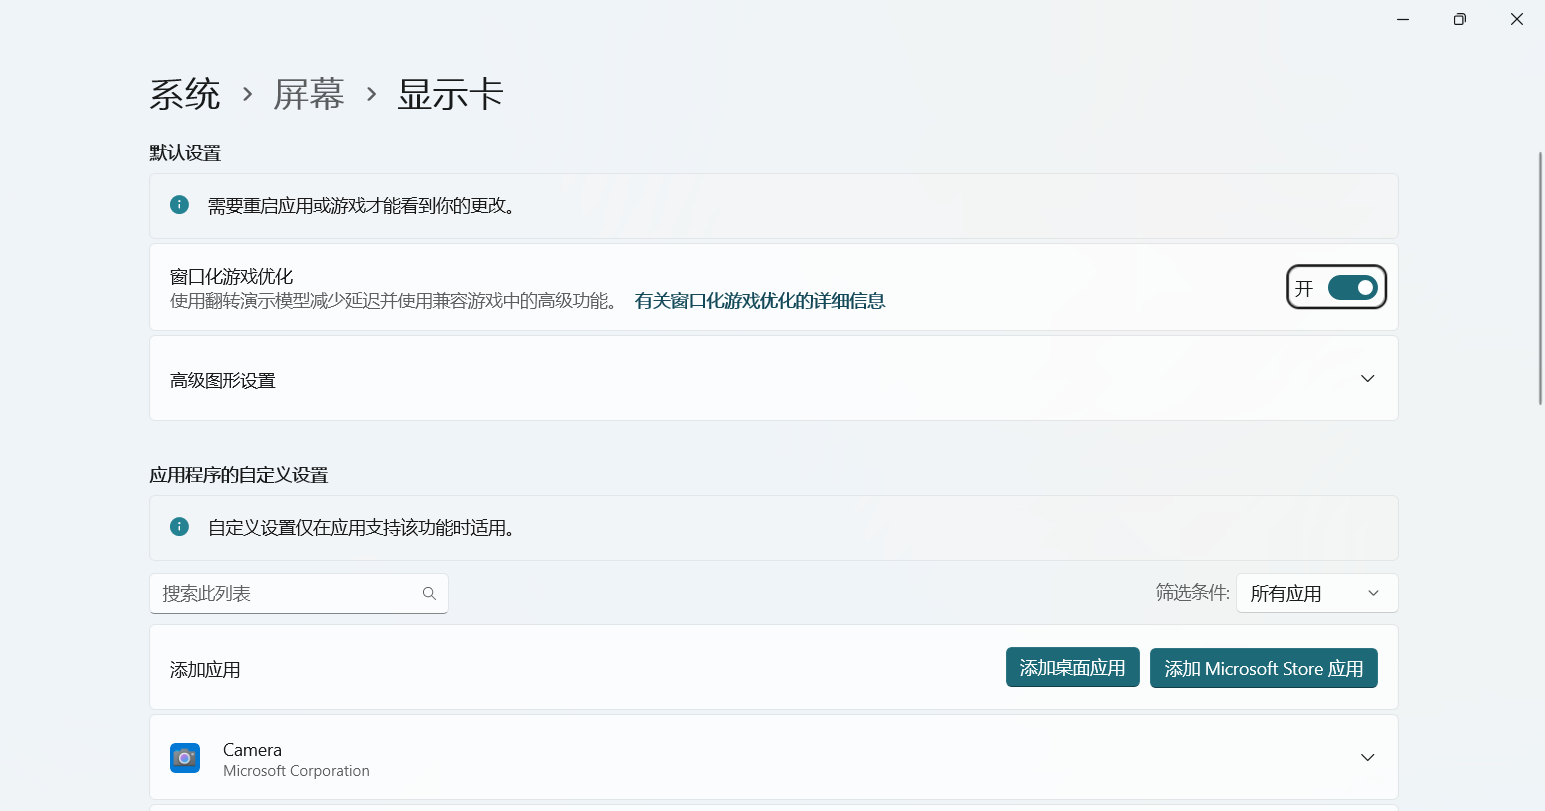 系统 › 屏幕 › 显示卡
默认设置
需要重启应用或游戏才能看到你的更改。
窗口化游戏优化
使用翻转演示模型减少延迟并使用兼容游戏中的高级功能。 有关窗口化游戏优化的详细信息
开
高级图形设置
应用程序的自定义设置
自定义设置仅在应用支持该功能时适用。
搜索此列表
筛选条件: 所有应用
添加应用
添加桌面应用
添加 Microsoft Store 应用
Camera
Microsoft Corporation